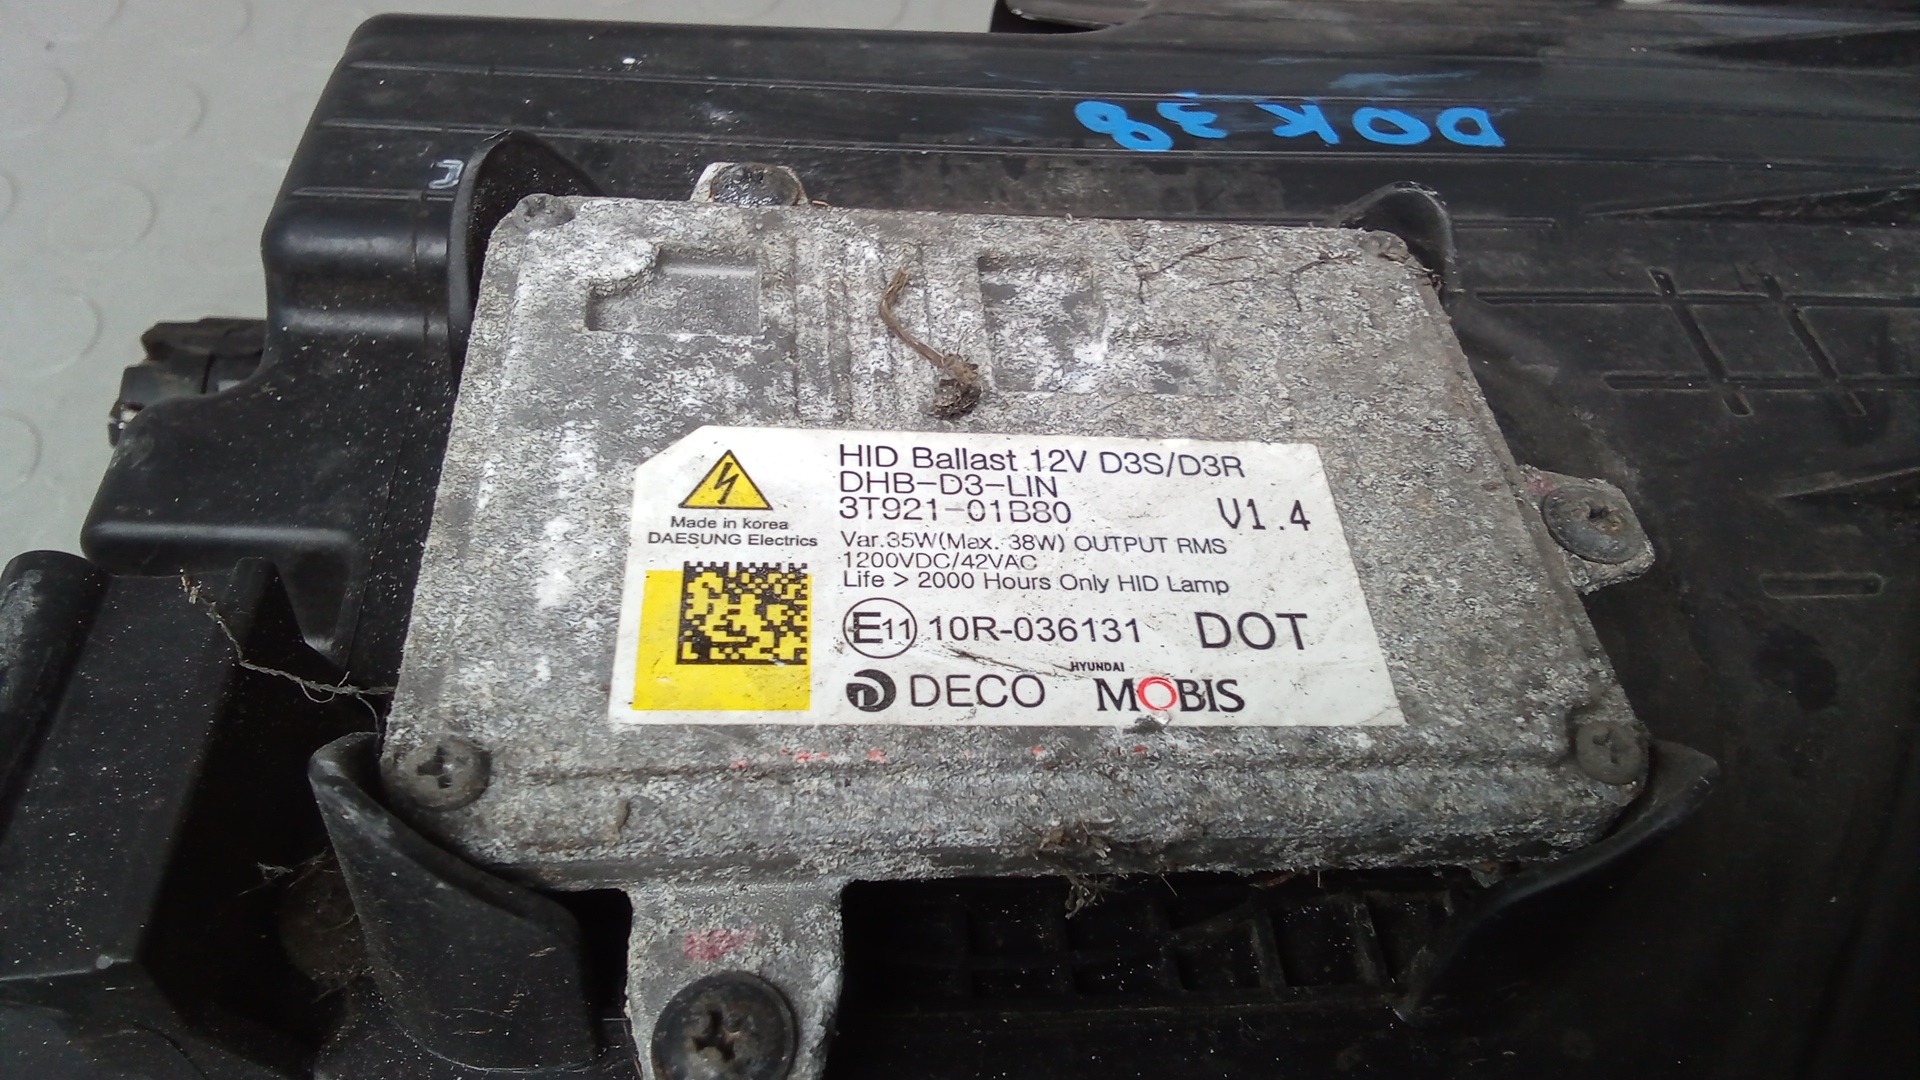 DOK38
HID Ballast 12V D3S/D3R
DHB-D3-LIN
3T921-01B80
V1.4
Made in korea
DAESUNG Electrics
Var.35W(Max. 38W) OUTPUT RMS
1200VDC/42VAC
Life > 2000 Hours Only HID Lamp
E11 10R-036131 DOT
DECO
HYUNDAI
MOBIS